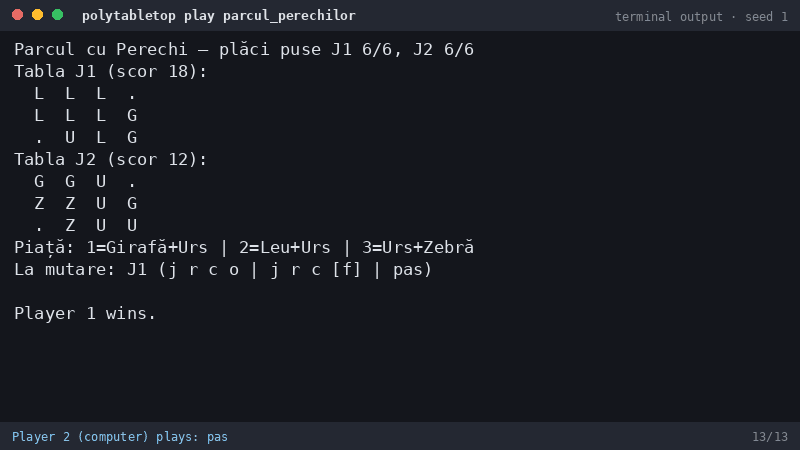 polytabletop play parcul_perechilor
terminal output · seed 1
Parcul cu Perechi — plăci puse J1 6/6, J2 6/6
Tabla J1 (scor 18):
L L L .
L L L G
. U L G
Tabla J2 (scor 12):
G G U .
Z Z U G
. Z U U
Piață: 1=Girafă+Urs | 2=Leu+Urs | 3=Urs+Zebră
La mutare: J1 (j r c o | j r c [f] | pas)
Player 1 wins.
Player 2 (computer) plays: pas
13/13